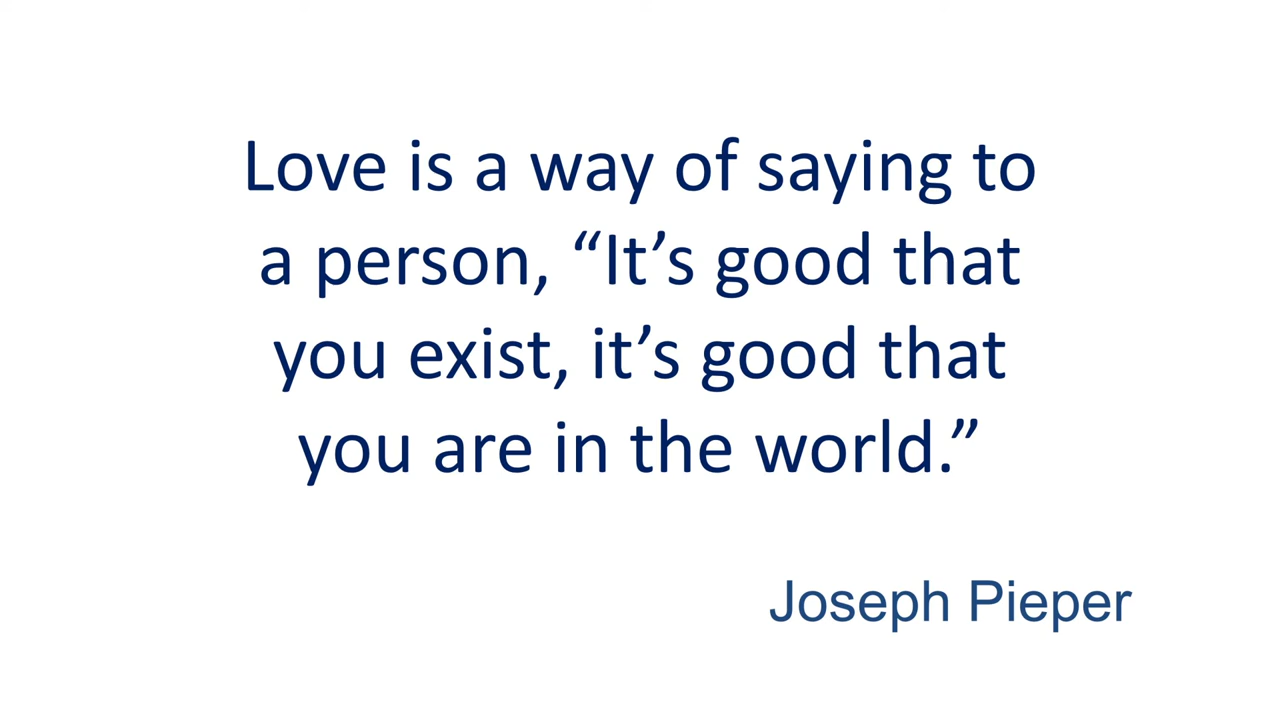 Love is a way of saying to
a person, “It’s good that
you exist, it’s good that
you are in the world.”
Joseph Pieper